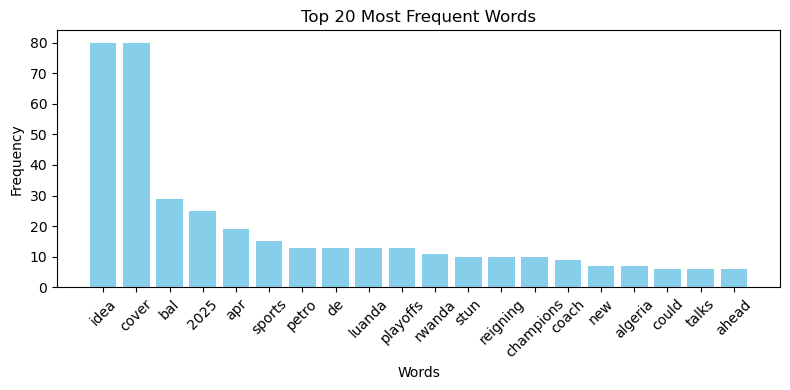 Top 20 Most Frequent Words
Frequency
80
70
60
50
40
30
20
10
0
idea
cover
bal
2025
apr
sports
petro
de
luanda
playoffs
rwanda
stun
reigning
champions
coach
new
algeria
could
talks
ahead
Words